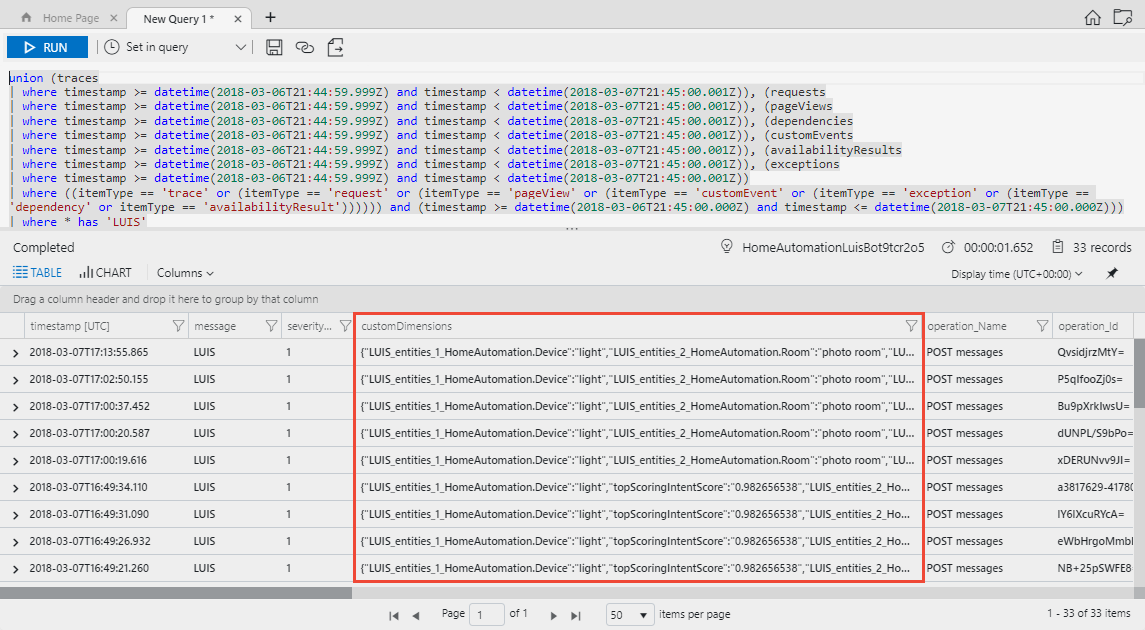 Home Page
New Query 1 *
RUN
Set in query
union (traces
| where timestamp >= datetime(2018-03-06T21:44:59.999Z) and timestamp < datetime(2018-03-07T21:45:00.001Z)), (requests
| where timestamp >= datetime(2018-03-06T21:44:59.999Z) and timestamp < datetime(2018-03-07T21:45:00.001Z)), (pageViews
| where timestamp >= datetime(2018-03-06T21:44:59.999Z) and timestamp < datetime(2018-03-07T21:45:00.001Z)), (dependencies
| where timestamp >= datetime(2018-03-06T21:44:59.999Z) and timestamp < datetime(2018-03-07T21:45:00.001Z)), (customEvents
| where timestamp >= datetime(2018-03-06T21:44:59.999Z) and timestamp < datetime(2018-03-07T21:45:00.001Z)), (availabilityResults
| where timestamp >= datetime(2018-03-06T21:44:59.999Z) and timestamp < datetime(2018-03-07T21:45:00.001Z)), (exceptions
| where timestamp >= datetime(2018-03-06T21:44:59.999Z) and timestamp < datetime(2018-03-07T21:45:00.001Z))
| where ((itemType == 'trace' or (itemType == 'request' or (itemType == 'pageView' or (itemType == 'customEvent' or (itemType == 'exception' or (itemType ==
'dependency' or itemType == 'availabilityResult')))))) and (timestamp >= datetime(2018-03-06T21:45:00.000Z) and timestamp <= datetime(2018-03-07T21:45:00.000Z)))
| where * has 'LUIS'
Completed
HomeAutomationLuisBot9tcr2o5
00:00:01.652
33 records
TABLE
CHART
Columns
Display time (UTC+00:00)
Drag a column header and drop it here to group by that column
timestamp [UTC] message severity... customDimensions operation_Name operation_Id
2018-03-07T17:13:55.865 LUIS 1 {"LUIS_entities_1_HomeAutomation.Device":"light","LUIS_entities_2_HomeAutomation.Room":"photo room","LU... POST messages QvsidjrzMtY=
2018-03-07T17:02:50.155 LUIS 1 {"LUIS_entities_1_HomeAutomation.Device":"light","LUIS_entities_2_HomeAutomation.Room":"photo room","LU... POST messages P5qIfooZj0s=
2018-03-07T17:00:37.452 LUIS 1 {"LUIS_entities_1_HomeAutomation.Device":"light","LUIS_entities_2_HomeAutomation.Room":"photo room","LU... POST messages Bu9pXrkIwsU=
2018-03-07T17:00:20.587 LUIS 1 {"LUIS_entities_1_HomeAutomation.Device":"light","LUIS_entities_2_HomeAutomation.Room":"photo room","LU... POST messages dUNPL/S9bPo=
2018-03-07T17:00:19.616 LUIS 1 {"LUIS_entities_1_HomeAutomation.Device":"light","LUIS_entities_2_HomeAutomation.Room":"photo room","LU... POST messages xDERUNvv9JI=
2018-03-07T16:49:34.110 LUIS 1 {"LUIS_entities_1_HomeAutomation.Device":"light","topScoringIntentScore":"0.982656538","LUIS_entities_2_Ho... POST messages a3817629-41780
2018-03-07T16:49:31.090 LUIS 1 {"LUIS_entities_1_HomeAutomation.Device":"light","topScoringIntentScore":"0.982656538","LUIS_entities_2_Ho... POST messages IY6IXcuRYcA=
2018-03-07T16:49:26.932 LUIS 1 {"LUIS_entities_1_HomeAutomation.Device":"light","topScoringIntentScore":"0.982656538","LUIS_entities_2_Ho... POST messages eWbHrgoMmbI
2018-03-07T16:49:21.260 LUIS 1 {"LUIS_entities_1_HomeAutomation.Device":"light","topScoringIntentScore":"0.982656538","LUIS_entities_2_Ho... POST messages NB+25pSWFE8
Page 1 of 1 50 items per page 1 - 33 of 33 items